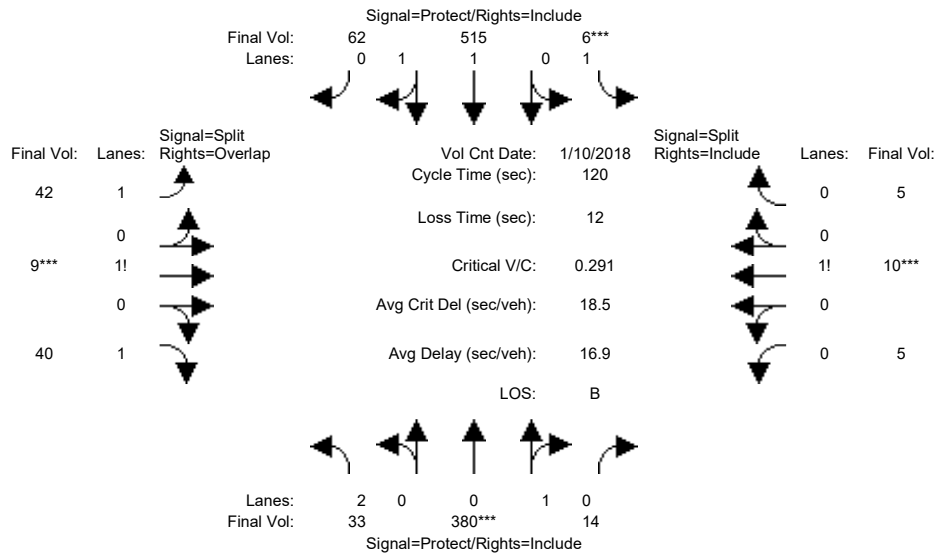 Signal=Protect/Rights=Include
Final Vol: 62 515 6***
Lanes: 0 1 1 0 1
Signal=Split
Final Vol: Lanes: Rights=Overlap
Vol Cnt Date: 1/10/2018
Signal=Split
Rights=Include Lanes: Final Vol:
Cycle Time (sec): 120
42 1
0 5
Loss Time (sec): 12
0
0
9*** 1!
Critical V/C: 0.291
1! 10***
0
Avg Crit Del (sec/veh): 18.5
0
40 1
Avg Delay (sec/veh): 16.9
0 5
LOS: B
Lanes: 2 0 0 1 0
Final Vol: 33 380*** 14
Signal=Protect/Rights=Include